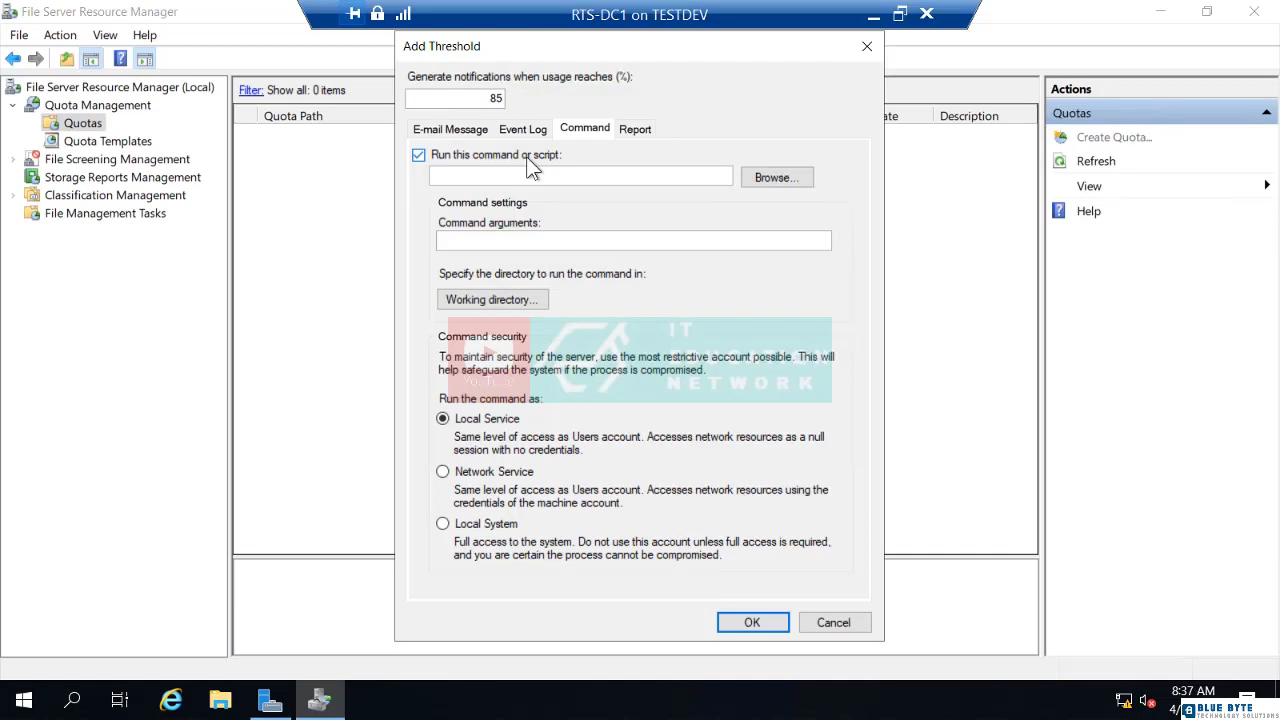 File Server Resource Manager
RTS-DC1 on TESTDEV
File Action View Help
Add Threshold
File Server Resource Manager (Local)
Quota Management
Quotas
Quota Templates
File Screening Management
Storage Reports Management
Classification Management
File Management Tasks
Filter: Show all: 0 items
Quota Path
Description
Generate notifications when usage reaches (%):
85
E-mail Message Event Log Command Report
Run this command or script:
Browse...
Command settings
Command arguments:
Specify the directory to run the command in:
Working directory...
Command security
To maintain security of the server, use the most restrictive account possible. This will
help safeguard the system if the process is compromised.
Run the command as:
Local Service
Same level of access as Users account. Accesses network resources as a null
session with no credentials.
Network Service
Same level of access as Users account. Accesses network resources using the
credentials of the machine account.
Local System
Full access to the system. Do not use this account unless full access is required,
and you are certain the process cannot be compromised.
OK Cancel
IT
NETWORK
Actions
Quotas
Create Quota...
Refresh
View
Help
8:37 AM
BLUE BYTE
TECHNOLOGY SOLUTIONS